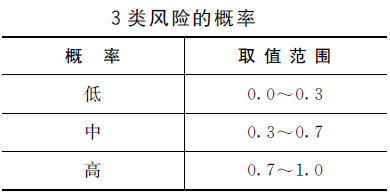 3类风险的概率
概 率 取值范围
低 0.0～0.3
中 0.3～0.7
高 0.7～1.0